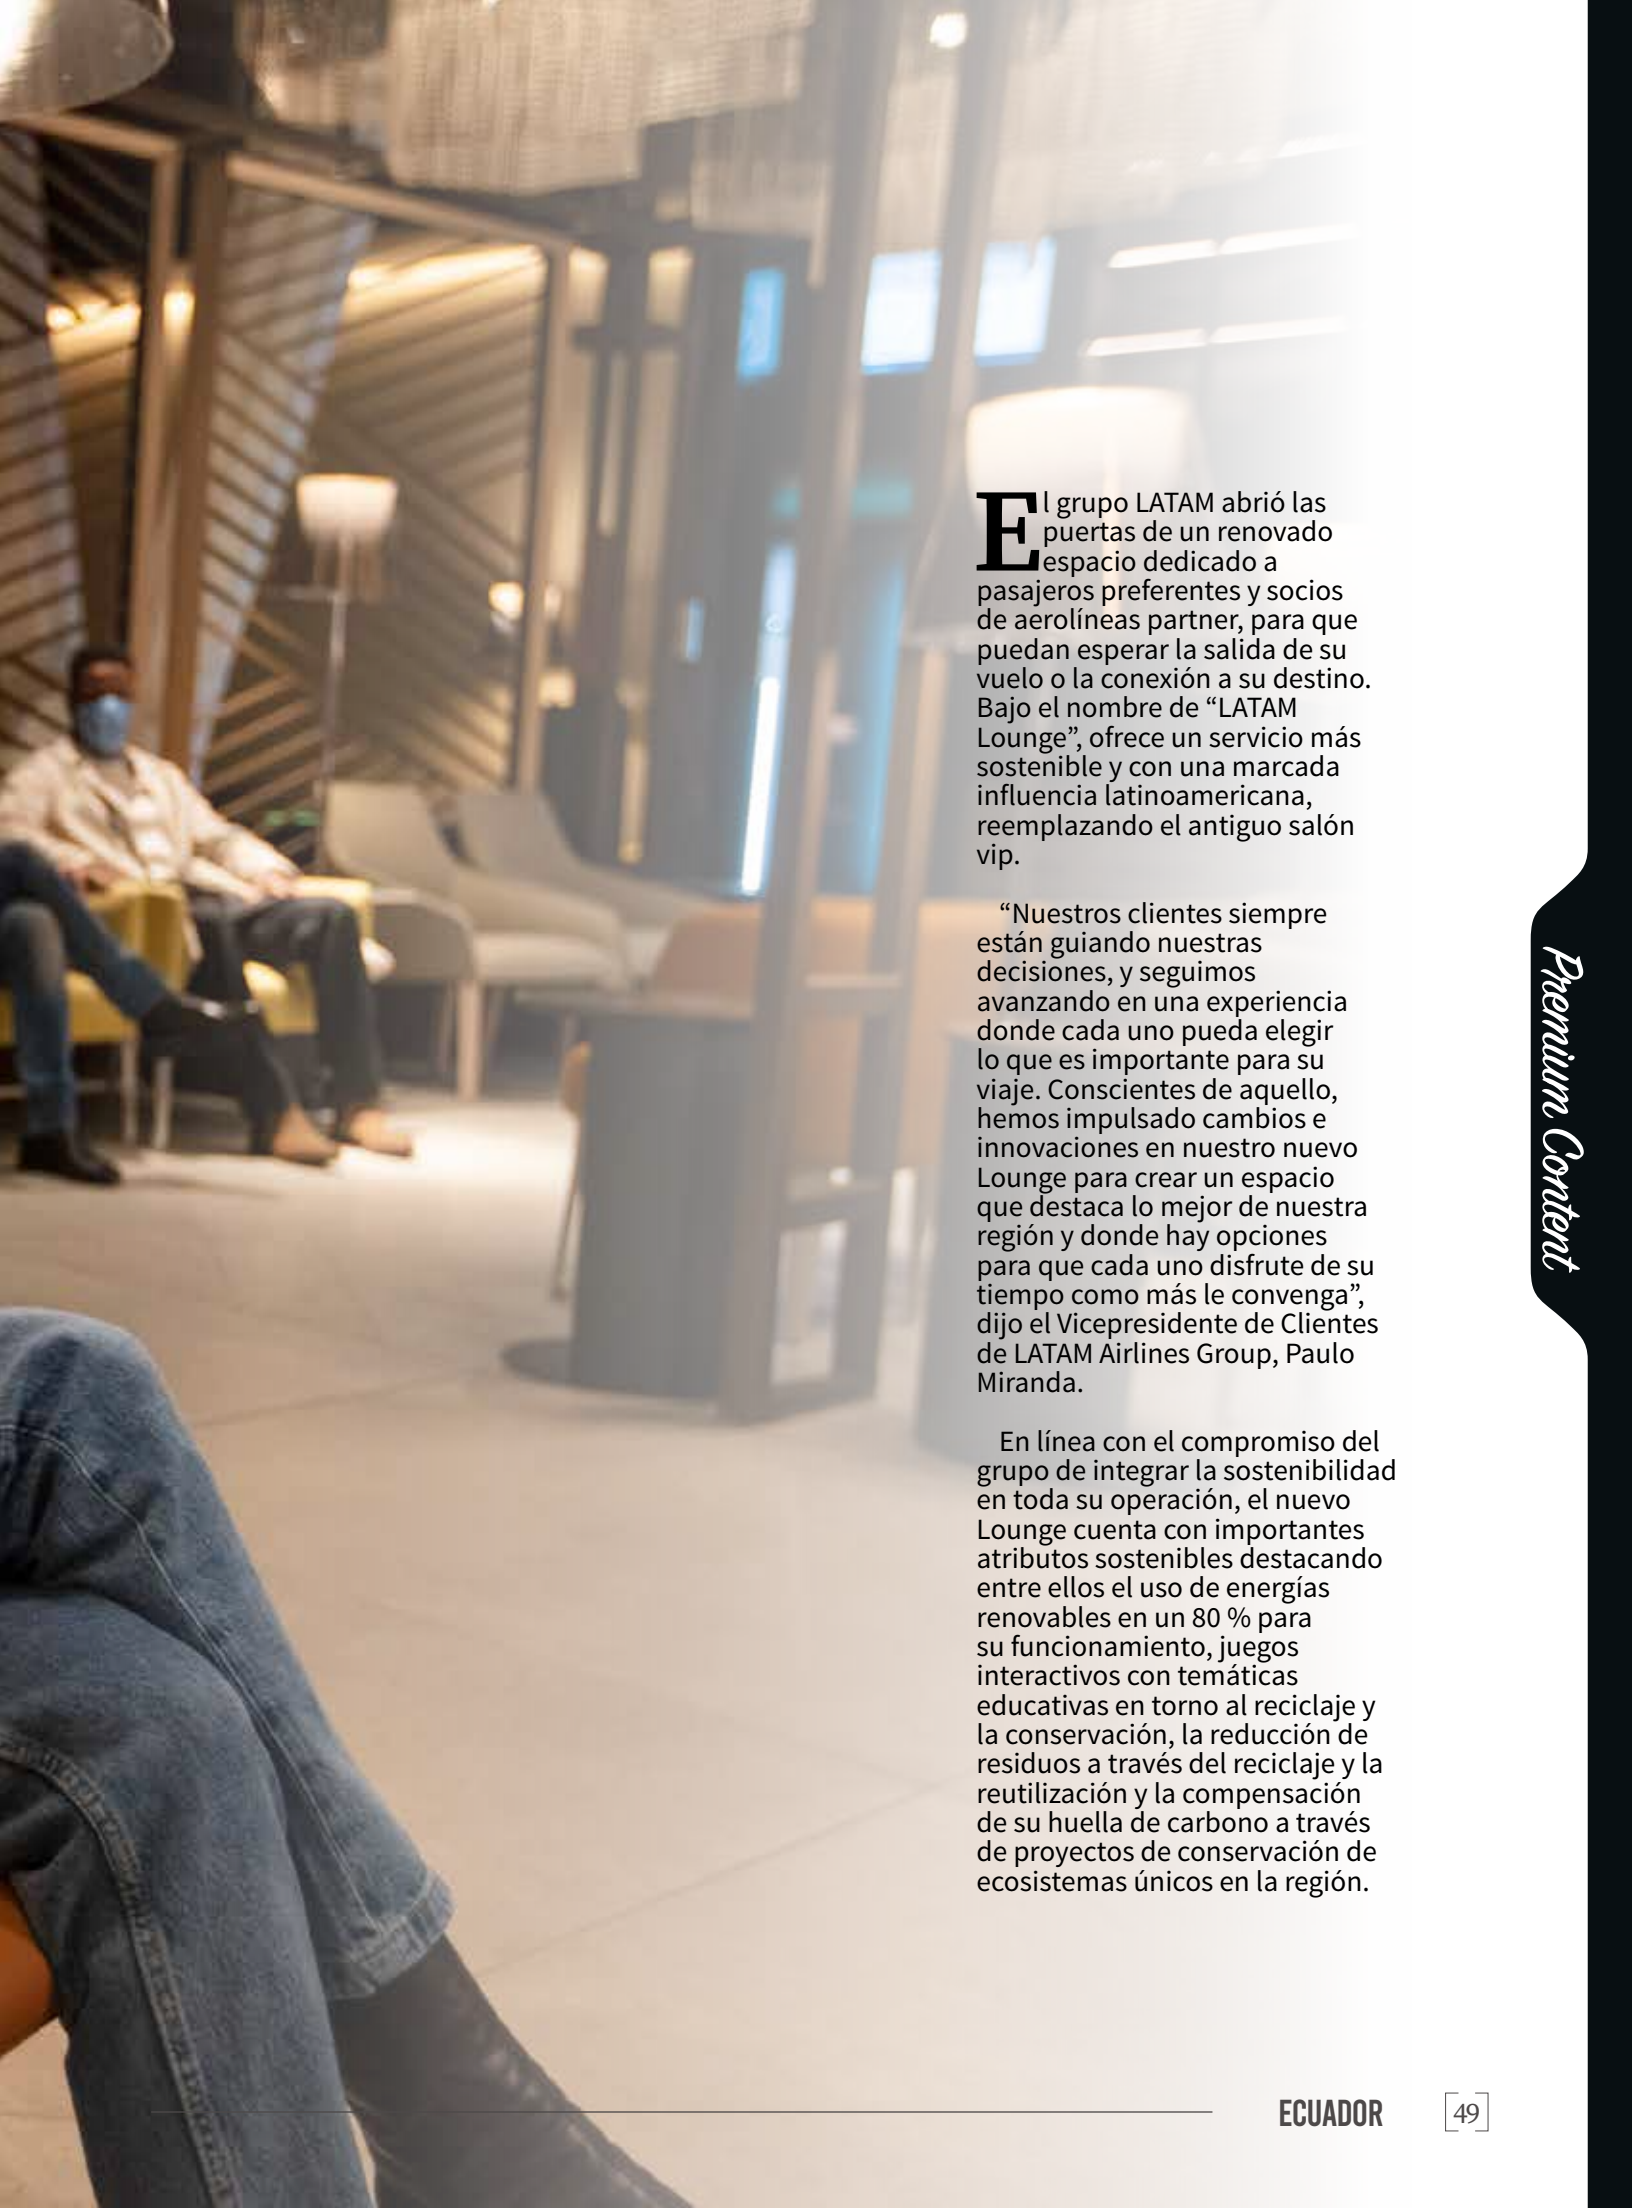 El grupo LATAM abrió las
puertas de un renovado
espacio dedicado a
pasajeros preferentes y socios
de aerolíneas partner, para que
puedan esperar la salida de su
vuelo o la conexión a su destino.
Bajo el nombre de “LATAM
Lounge”, ofrece un servicio más
sostenible y con una marcada
influencia latinoamericana,
reemplazando el antiguo salón
vip.
“Nuestros clientes siempre
están guiando nuestras
decisiones, y seguimos
avanzando en una experiencia
donde cada uno pueda elegir
lo que es importante para su
viaje. Conscientes de aquello,
hemos impulsado cambios e
innovaciones en nuestro nuevo
Lounge para crear un espacio
que destaca lo mejor de nuestra
región y donde hay opciones
para que cada uno disfrute de su
tiempo como más le convenga”,
dijo el Vicepresidente de Clientes
de LATAM Airlines Group, Paulo
Miranda.
En línea con el compromiso del
grupo de integrar la sostenibilidad
en toda su operación, el nuevo
Lounge cuenta con importantes
atributos sostenibles destacando
entre ellos el uso de energías
renovables en un 80 % para
su funcionamiento, juegos
interactivos con temáticas
educativas en torno al reciclaje y
la conservación, la reducción de
residuos a través del reciclaje y la
reutilización y la compensación
de su huella de carbono a través
de proyectos de conservación de
ecosistemas únicos en la región.
Premium Content
ECUADOR
49